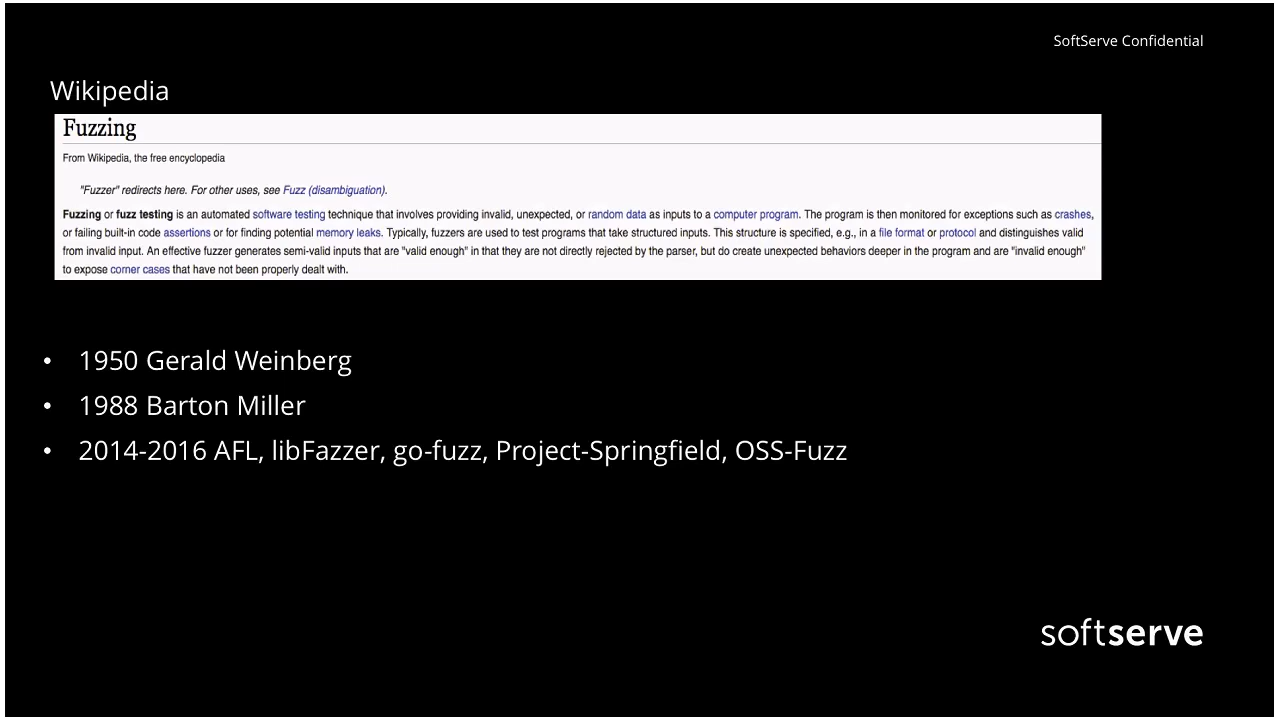 SoftServe Confidential
Wikipedia
Fuzzing
From Wikipedia, the free encyclopedia
"Fuzzer" redirects here. For other uses, see Fuzz (disambiguation).
Fuzzing or fuzz testing is an automated software testing technique that involves providing invalid, unexpected, or random data as inputs to a computer program. The program is then monitored for exceptions such as crashes,
or failing built-in code assertions or for finding potential memory leaks. Typically, fuzzers are used to test programs that take structured inputs. This structure is specified, e.g., in a file format or protocol and distinguishes valid
from invalid input. An effective fuzzer generates semi-valid inputs that are "valid enough" in that they are not directly rejected by the parser, but do create unexpected behaviors deeper in the program and are "invalid enough"
to expose corner cases that have not been properly dealt with.
• 1950 Gerald Weinberg
• 1988 Barton Miller
• 2014-2016 AFL, libFazzer, go-fuzz, Project-Springfield, OSS-Fuzz
softserve